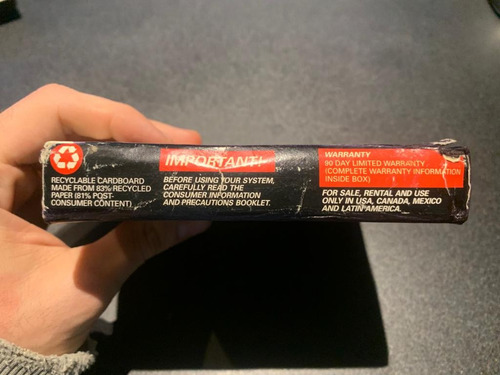 RECYCLABLE CARDBOARD
MADE FROM 83% RECYCLED
PAPER (81% POST-
CONSUMER CONTENT)
IMPORTANT!
BEFORE USING YOUR SYSTEM,
CAREFULLY READ THE
CONSUMER INFORMATION
AND PRECAUTIONS BOOKLET.
WARRANTY
90 DAY LIMITED WARRANTY
(COMPLETE WARRANTY INFORMATION
INSIDE BOX)
FOR SALE, RENTAL AND USE
ONLY IN USA, CANADA, MEXICO
AND LATIN AMERICA.